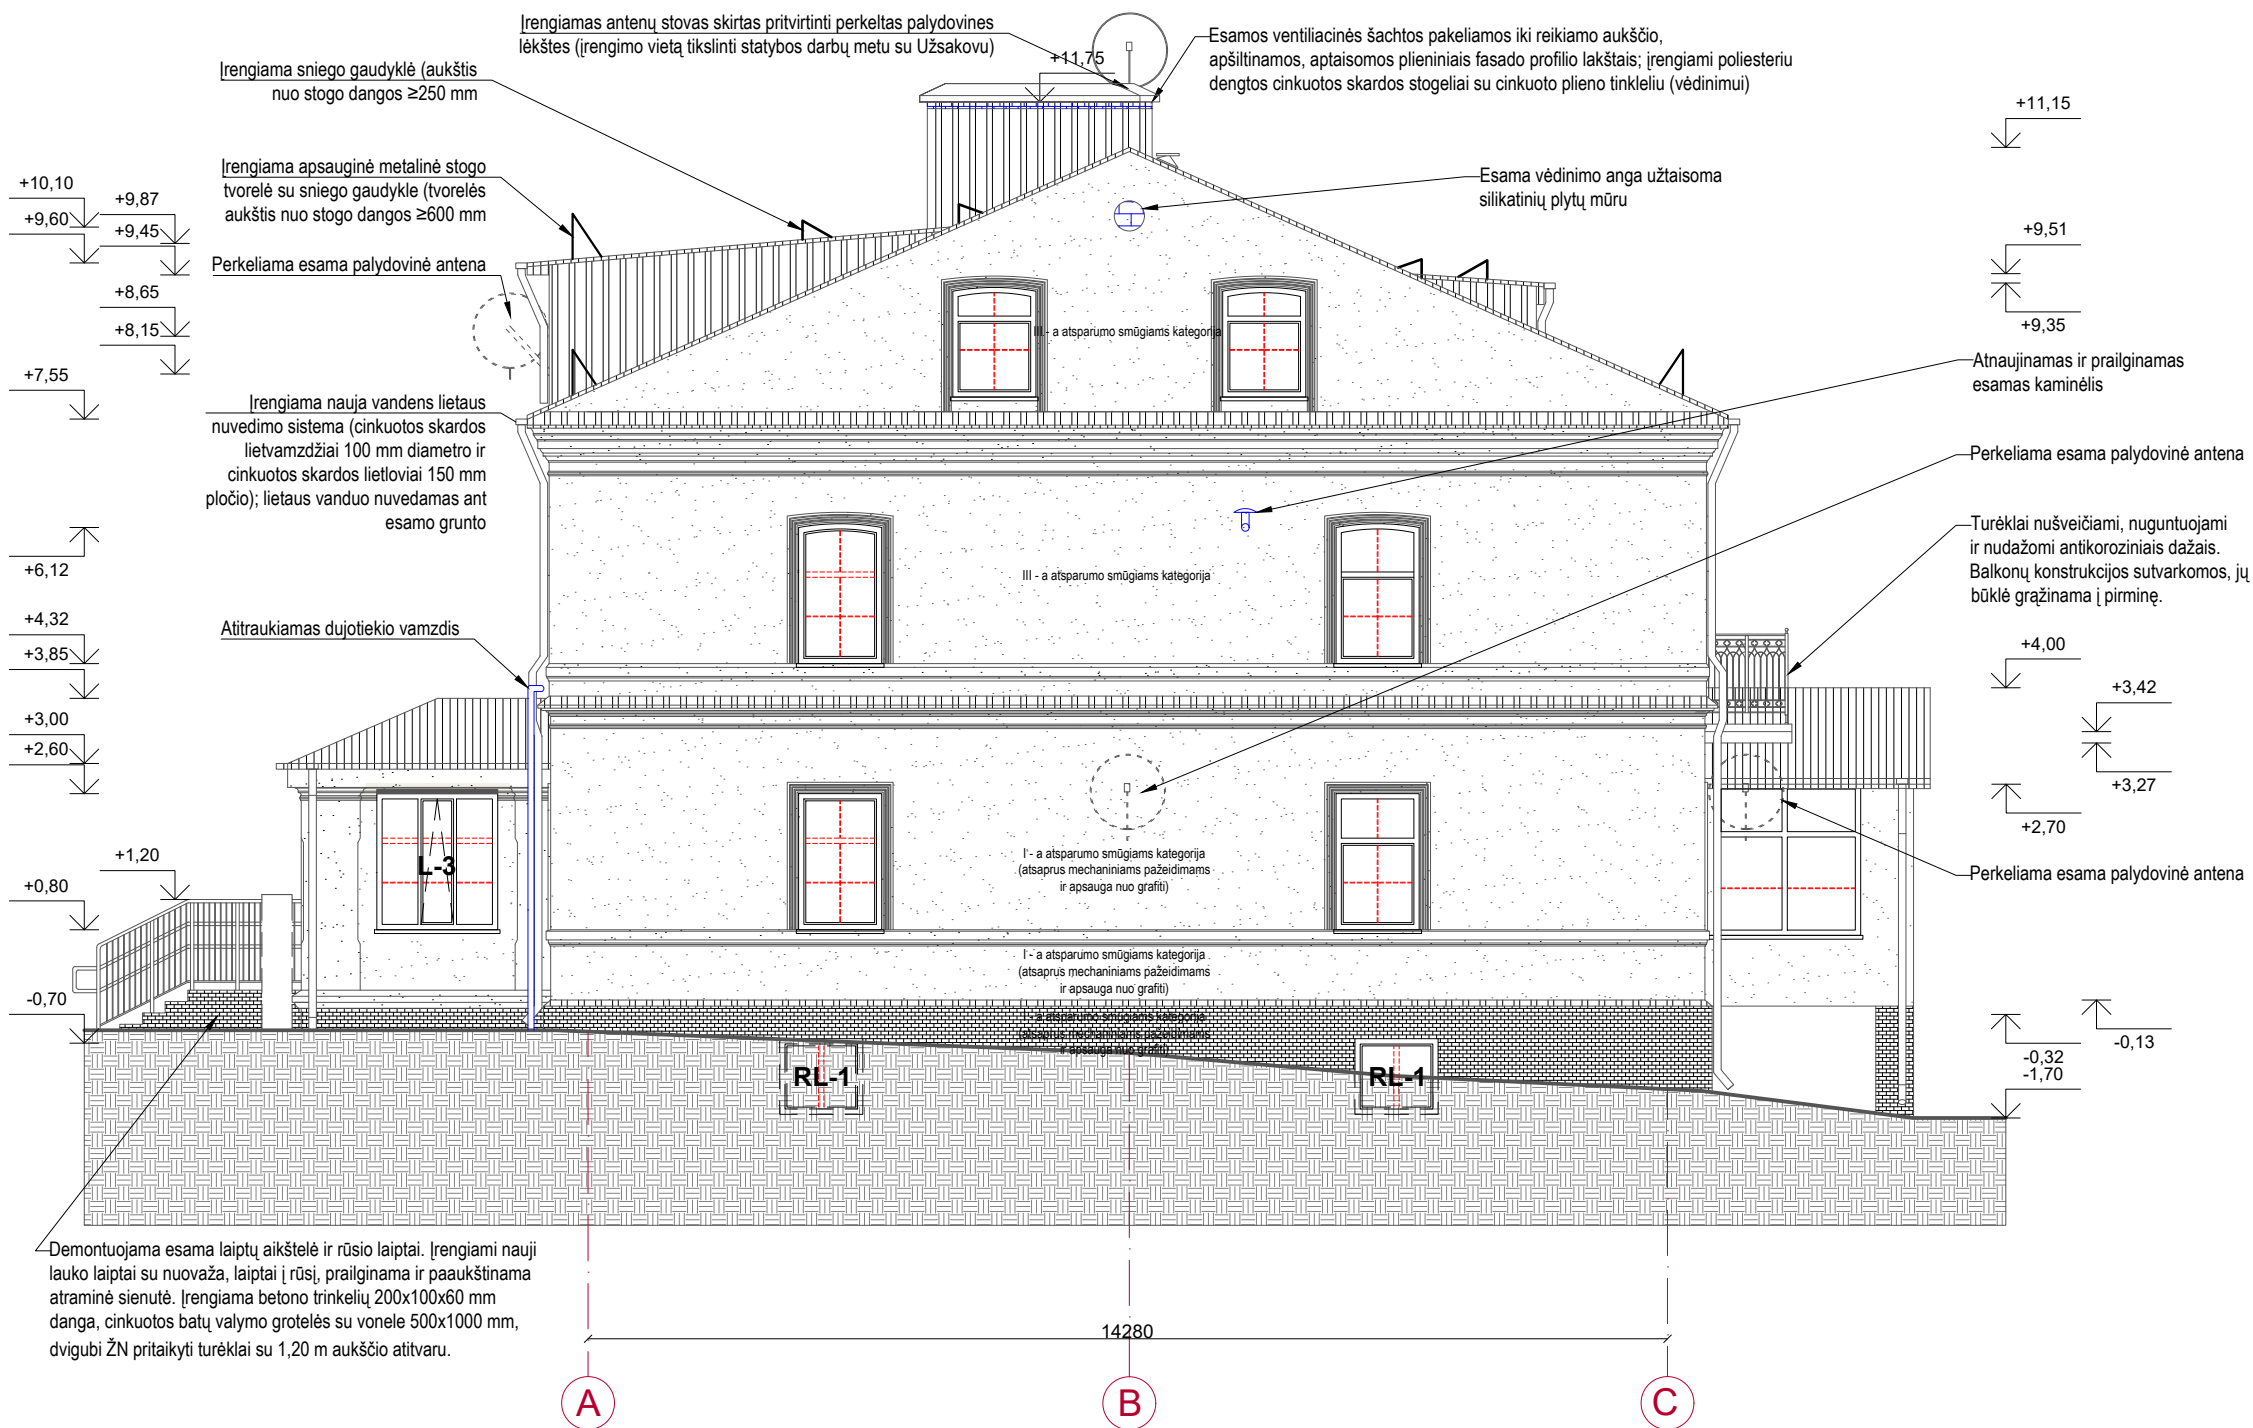 Įrengiamas antenų stovas skirtas pritvirtinti perkeltas palydovines
lėkštes (įrengimo vietą tikslinti statybos darbų metu su Užsakovu)
+11,75
Esamos ventiliacinės šachtos pakeliamos iki reikiamo aukščio,
apšiltinamos, aptaisomos plieniniais fasado profilio lakštais; įrengiami poliesteriu
dengtos cinkuotos skardos stogeliai su cinkuoto plieno tinkleliu (vėdinimui)
Įrengiama sniego gaudyklė (aukštis
nuo stogo dangos ≥250 mm
Įrengiama apsauginė metalinė stogo
tvorelė su sniego gaudykle (tvorelės
aukštis nuo stogo dangos ≥600 mm
Perkeliama esama palydovinė antena
Esama vėdinimo anga užtaisoma
silikatinių plytų mūru
+10,10
+9,87
+9,60
+9,45
+8,65
+8,15
+7,55
+6,12
+4,32
+3,85
+3,00
+2,60
+1,20
+0,80
-0,70
+11,15
+9,51
+9,35
Atnaujinamas ir prailginamas
esamas kaminėlis
Perkeliama esama palydovinė antena
Turėklai nušveičiami, nuguntuojami
ir nudažomi antikoroziniais dažais.
Balkonų konstrukcijos sutvarkomos, jų
būklė grąžinama į pirminę.
+4,00
+3,42
+3,27
+2,70
Perkeliama esama palydovinė antena
-0,13
-0,32
-1,70
Įrengiama nauja vandens lietaus
nuvedimo sistema (cinkuotos skardos
lietvamzdžiai 100 mm diametro ir
cinkuotos skardos lietloviai 150 mm
pločio); lietaus vanduo nuvedamas ant
esamo grunto
Atitraukiamas dujotiekio vamzdis
III - a atsparumo smūgiams kategorija
III - a atsparumo smūgiams kategorija
I - a atsparumo smūgiams kategorija
(atsaprus mechaniniams pažeidimams
ir apsauga nuo grafiti)
I - a atsparumo smūgiams kategorija
(atsaprus mechaniniams pažeidimams
ir apsauga nuo grafiti)
I - a atsparumo smūgiams kategorija
(atsaprus mechaniniams pažeidimams
ir apsauga nuo grafiti)
L-3
RL-1
RL-1
Demontuojama esama laiptų aikštelė ir rūsio laiptai. Įrengiami nauji
lauko laiptai su nuovaža, laiptai į rūsį, prailginama ir paaukštinama
atraminė sienutė. Įrengiama betono trinkelių 200x100x60 mm
danga, cinkuotos batų valymo grotelės su vonele 500x1000 mm,
dvigubi ŽN pritaikyti turėklai su 1,20 m aukščio atitvaru.
14280
A
B
C